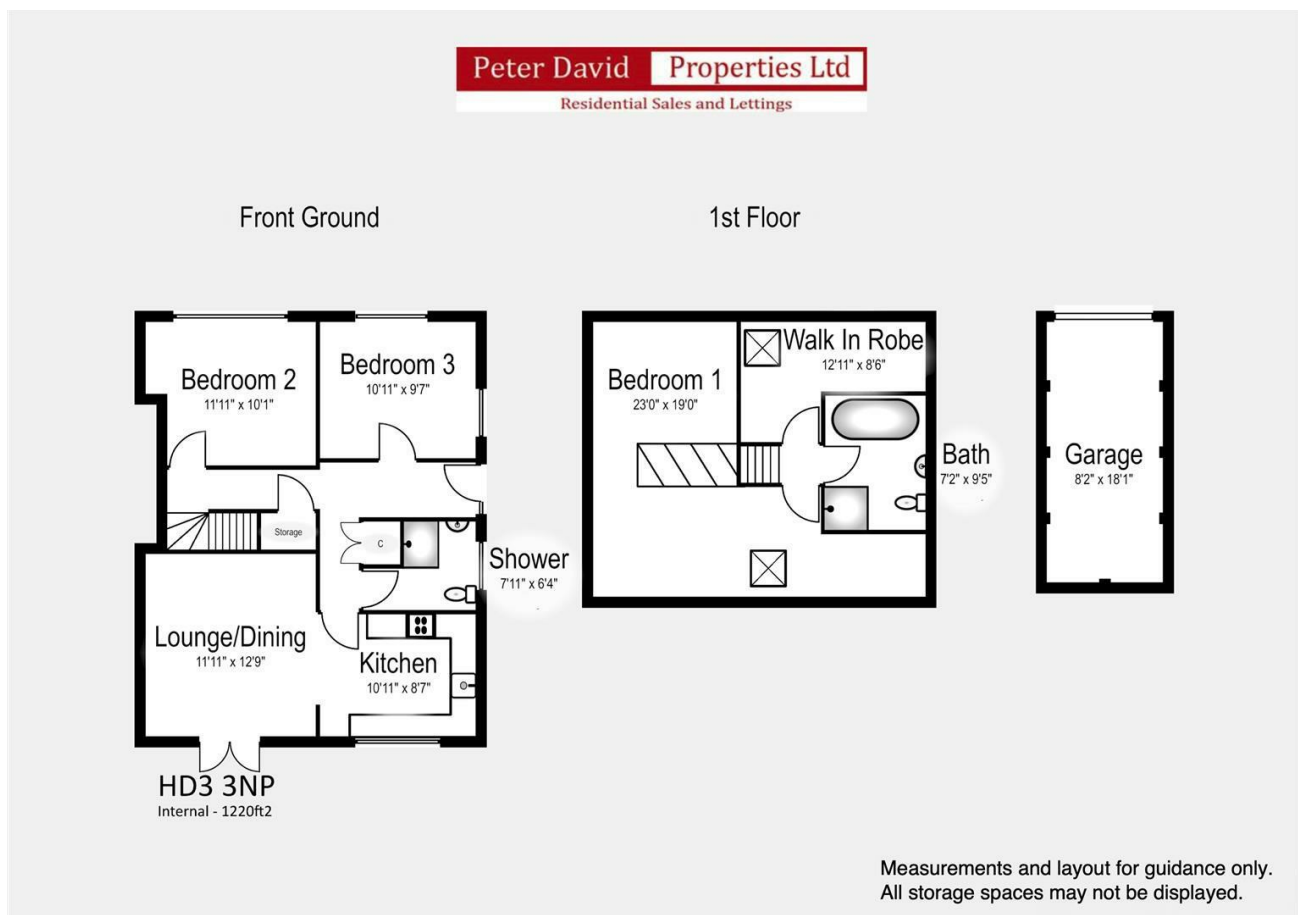 Peter David Properties Ltd
Residential Sales and Lettings
Front Ground
1st Floor
Bedroom 2
11'11" x 10'1"
Bedroom 3
10'11" x 9'7"
Storage
C
Shower
7'11" x 6'4"
Lounge/Dining
11'11" x 12'9"
Kitchen
10'11" x 8'7"
HD3 3NP
Internal - 1220ft2
Bedroom 1
23'0" x 19'0"
Walk In Robe
12'11" x 8'6"
Bath
7'2" x 9'5"
Garage
8'2" x 18'1"
Measurements and layout for guidance only.
All storage spaces may not be displayed.